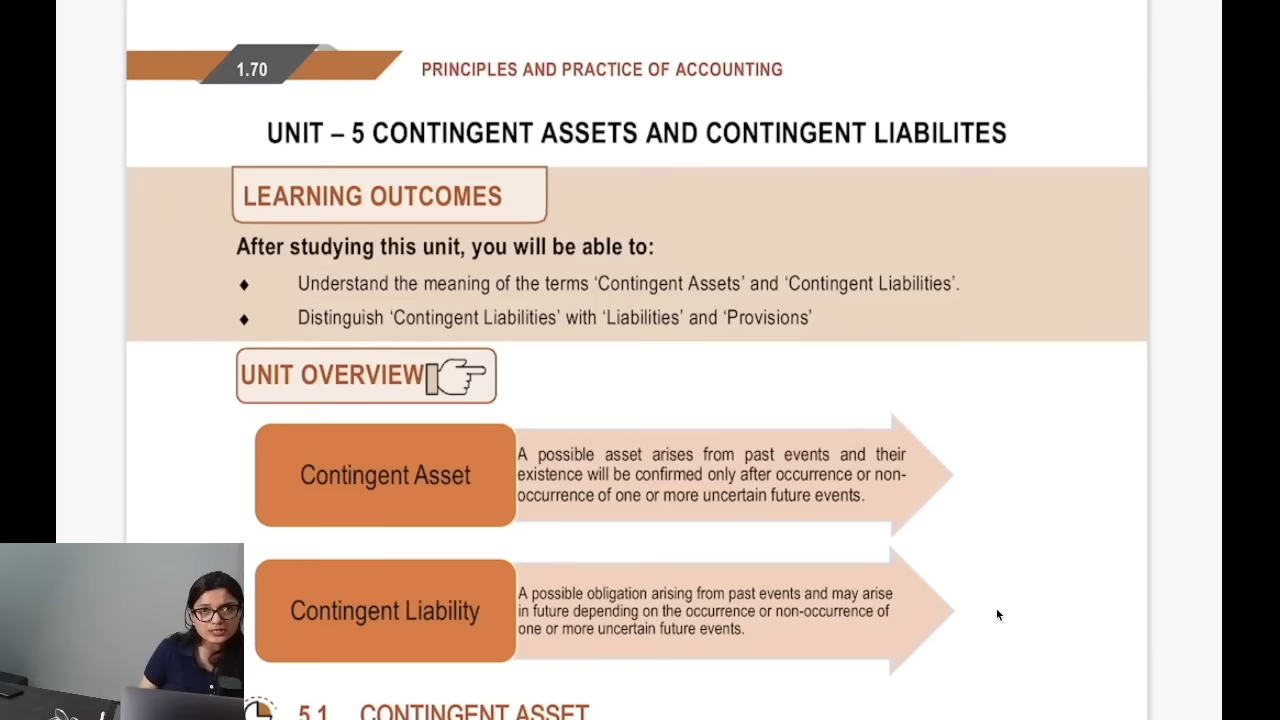 1.70
PRINCIPLES AND PRACTICE OF ACCOUNTING
UNIT – 5 CONTINGENT ASSETS AND CONTINGENT LIABILITES
LEARNING OUTCOMES
After studying this unit, you will be able to:
♦ Understand the meaning of the terms ‘Contingent Assets’ and ‘Contingent Liabilities’.
♦ Distinguish ‘Contingent Liabilities’ with ‘Liabilities’ and ‘Provisions’
UNIT OVERVIEW
Contingent Asset
A possible asset arises from past events and their
existence will be confirmed only after occurrence or non-
occurrence of one or more uncertain future events.
Contingent Liability
A possible obligation arising from past events and may arise
in future depending on the occurrence or non-occurrence of
one or more uncertain future events.
5.1 CONTINGENT ASSET